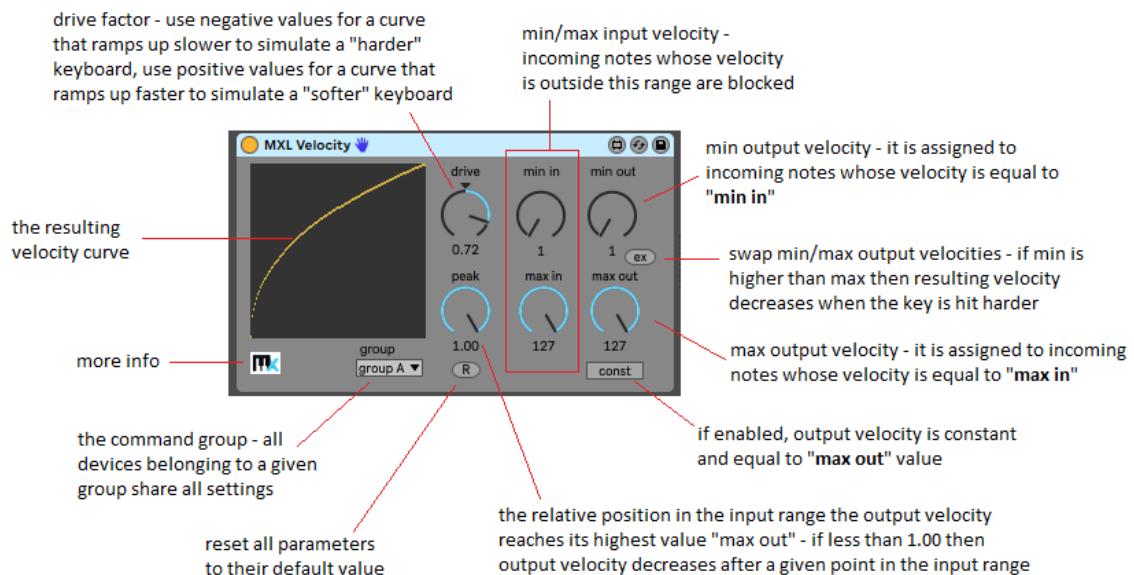 drive factor - use negative values for a curve
that ramps up slower to simulate a "harder"
keyboard, use positive values for a curve that
ramps up faster to simulate a "softer" keyboard
min/max input velocity -
incoming notes whose velocity
is outside this range are blocked
MXL Velocity
drive
min in
min out
0.72
1
1
ex
peak
max in
max out
1.00
127
127
group
group A
R
const
mx
min output velocity - it is assigned to
incoming notes whose velocity is equal to
"min in"
the resulting
velocity curve
swap min/max output velocities - if min is
higher than max then resulting velocity
decreases when the key is hit harder
more info
max output velocity - it is assigned to incoming
notes whose velocity is equal to "max in"
the command group - all
devices belonging to a given
group share all settings
if enabled, output velocity is constant
and equal to "max out" value
reset all parameters
to their default value
the relative position in the input range the output velocity
reaches its highest value "max out" - if less than 1.00 then
output velocity decreases after a given point in the input range